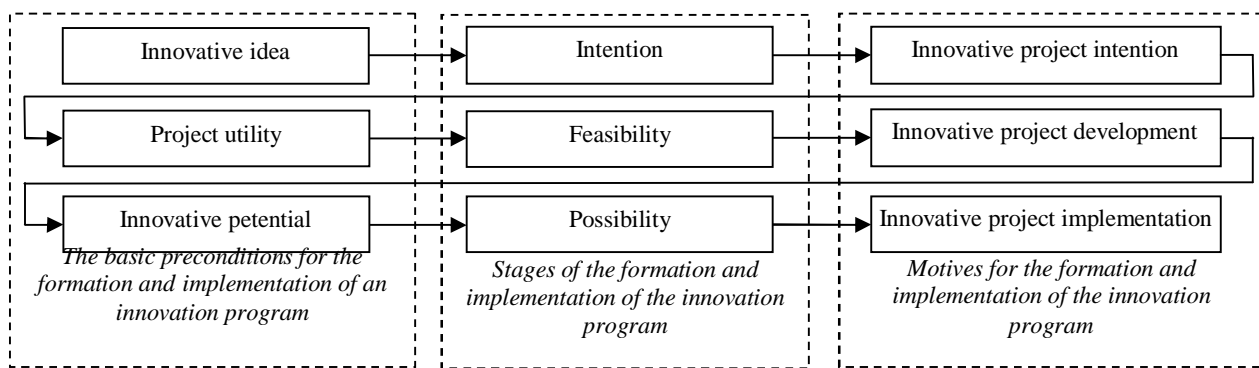 Innovative idea
Intention
Innovative project intention
Project utility
Feasibility
Innovative project development
Innovative petential
Possibility
Innovative project implementation
The basic preconditions for the
formation and implementation of an
innovation program
Stages of the formation and
implementation of the innovation
program
Motives for the formation and
implementation of the innovation
program